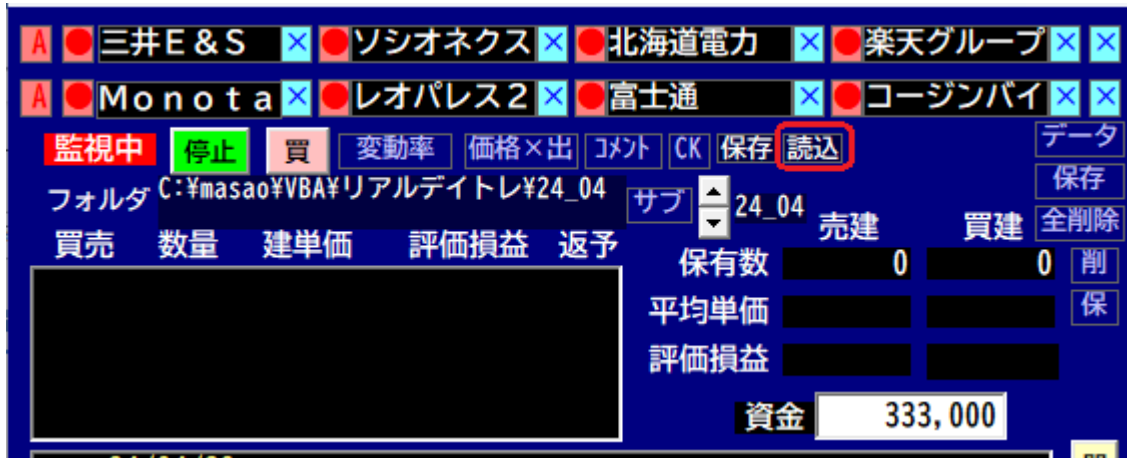 A 三井E&S × ソシオネクス × 北海道電力 × 楽天グループ × ×
A Monota × レオパレス2 × 富士通 × コージンバイ × ×
監視中 停止 買 変動率 価格×出 コメント CK 保存 読込 データ
フォルダ C:¥masao¥VBA¥リアルデイトレ¥24_04 サブ 24_04 保存
買売 数量 建単価 評価損益 返予 売建 買建 全削除
保有数 0 0 削
平均単価 保
評価損益
資金 333,000